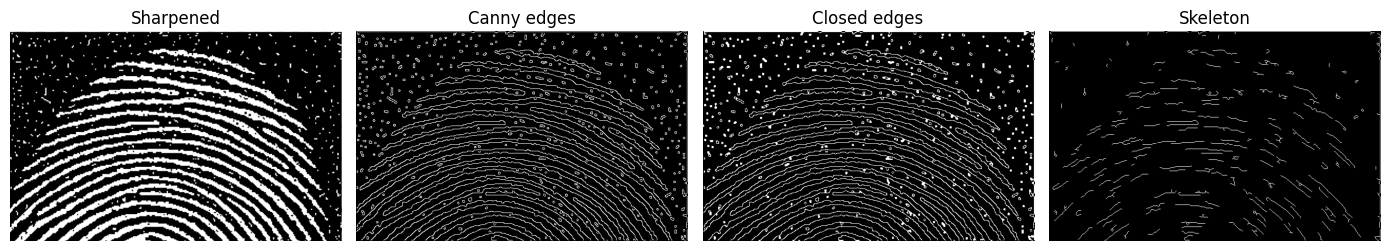 Sharpened
Canny edges
Closed edges
Skeleton